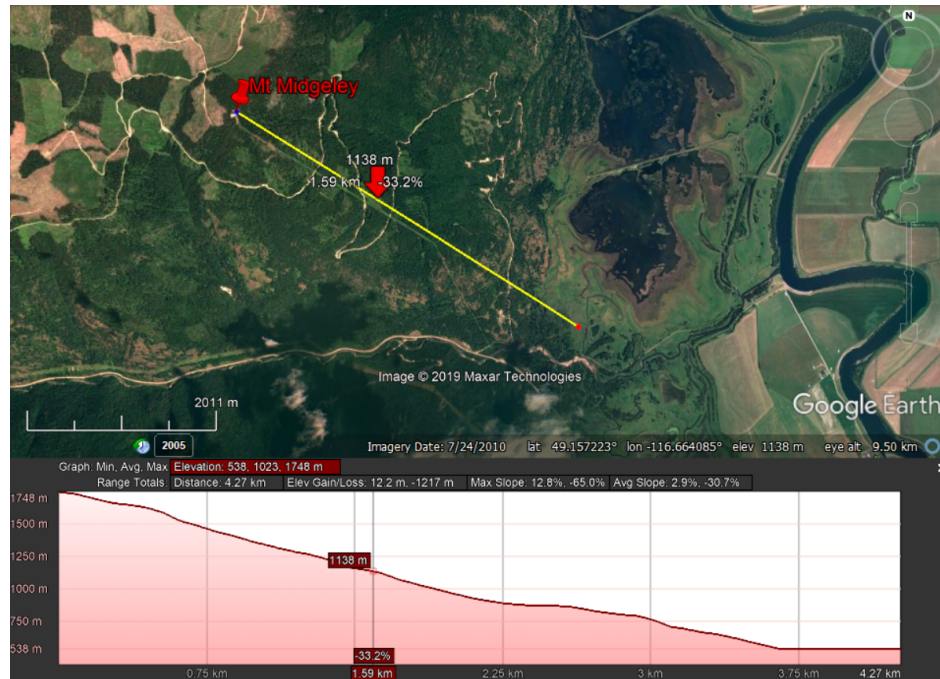 N
Mt Midgeley
1138 m
1.59 km -33.2%
Image © 2019 Maxar Technologies
Google Earth
2011 m
2005
Imagery Date: 7/24/2010 lat 49.157223° lon -116.664085° elev 1138 m eye alt 9.50 km
Graph: Min, Avg, Max Elevation: 538, 1023, 1748 m
Range Totals: Distance: 4.27 km Elev Gain/Loss: 12.2 m, -1217 m Max Slope: 12.8%, -65.0% Avg Slope: 2.9%, -30.7%
1748 m
1500 m
1250 m
1138 m
1000 m
750 m
538 m
-33.2%
0.75 km 1.59 km 2.25 km 3 km 3.75 km 4.27 km